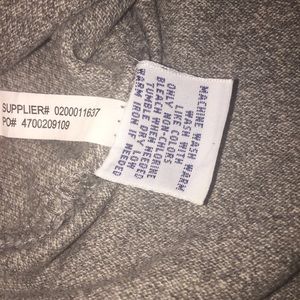 SUPPLIER# 0200011637
PO# 4700209109
MACHINE WASH WARM
WASH WITH
LIKE COLORS
ONLY NON-CHLORINE
BLEACH WHEN NEEDED
TUMBLE DRY LOW
WARM IRON IF NEEDED